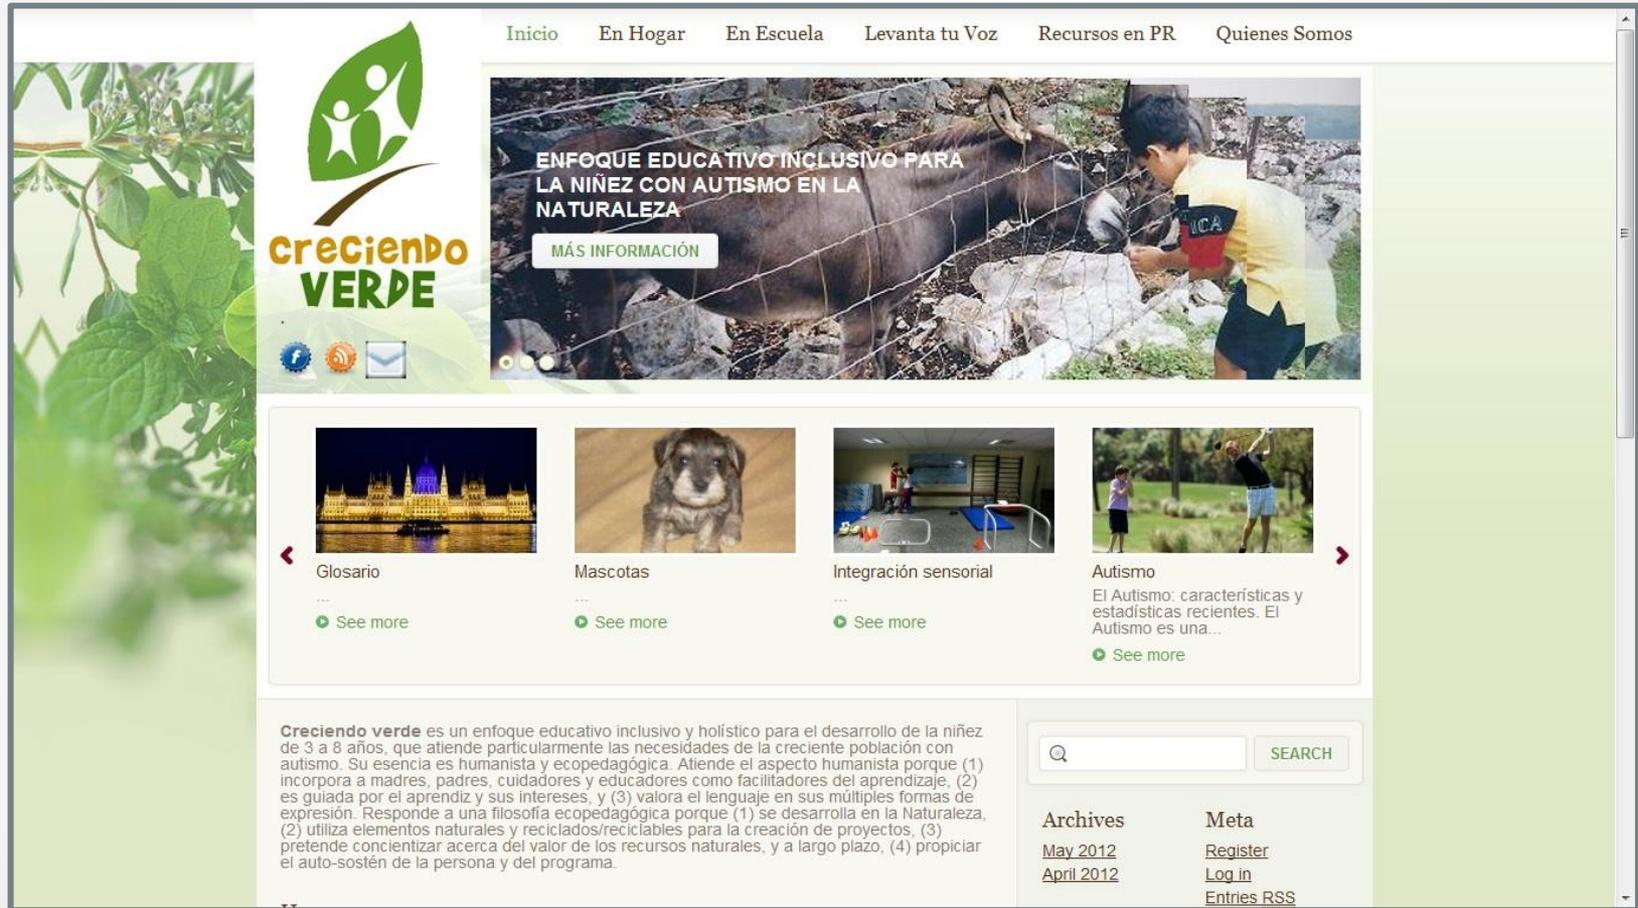 Inicio En Hogar En Escuela Levanta tu Voz Recursos en PR Quienes Somos
creciendo
VERDE
ENFOQUE EDUCATIVO INCLUSIVO PARA
LA NIÑEZ CON AUTISMO EN LA
NATURALEZA
MÁS INFORMACIÓN
ICA
Glosario
...
See more
Mascotas
...
See more
Integración sensorial
...
See more
Autismo
El Autismo: características y
estadísticas recientes. El
Autismo es una...
See more
Creciendo verde es un enfoque educativo inclusivo y holístico para el desarrollo de la niñez
de 3 a 8 años, que atiende particularmente las necesidades de la creciente población con
autismo. Su esencia es humanista y ecopedagógica. Atiende el aspecto humanista porque (1)
incorpora a madres, padres, cuidadores y educadores como facilitadores del aprendizaje, (2)
es guiada por el aprendiz y sus intereses, y (3) valora el lenguaje en sus múltiples formas de
expresión. Responde a una filosofía ecopedagógica porque (1) se desarrolla en la Naturaleza,
(2) utiliza elementos naturales y reciclados/reciclables para la creación de proyectos, (3)
pretende concientizar acerca del valor de los recursos naturales, y a largo plazo, (4) propiciar
el auto-sostén de la persona y del programa.
SEARCH
Archives
May 2012
April 2012
Meta
Register
Log in
Entries RSS